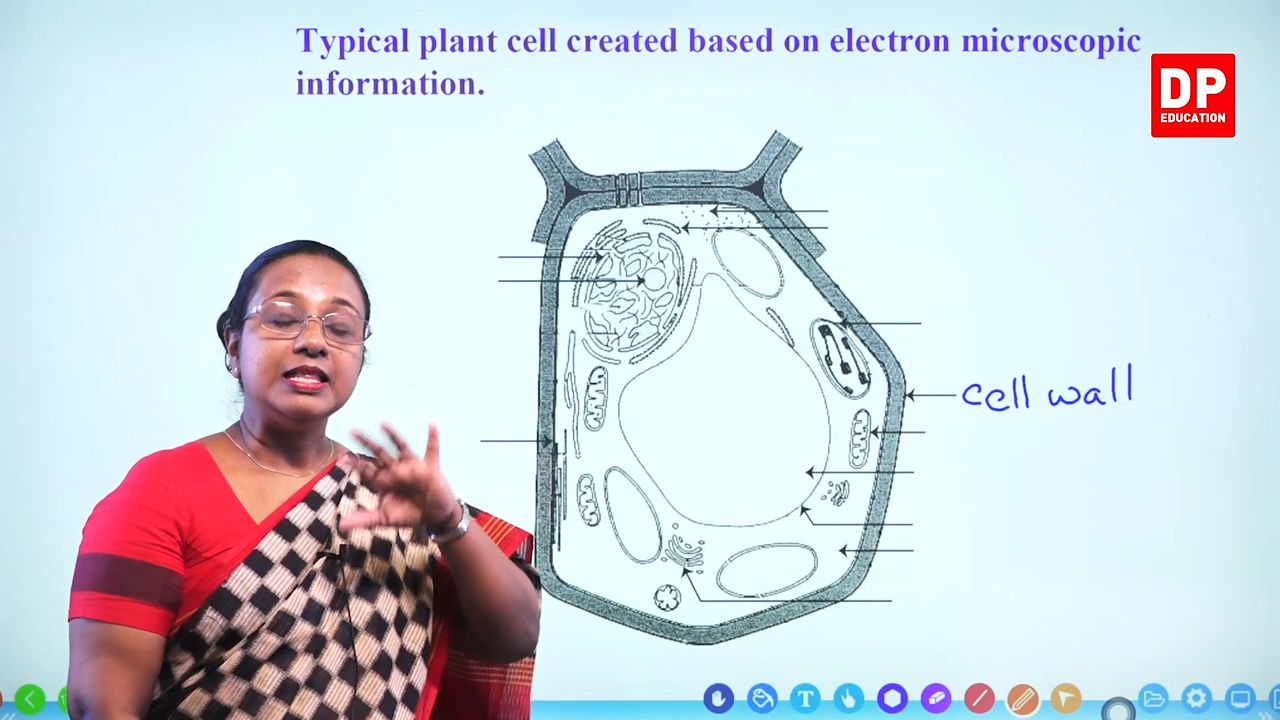 Typical plant cell created based on electron microscopic
information.
DP
EDUCATION
cell wall